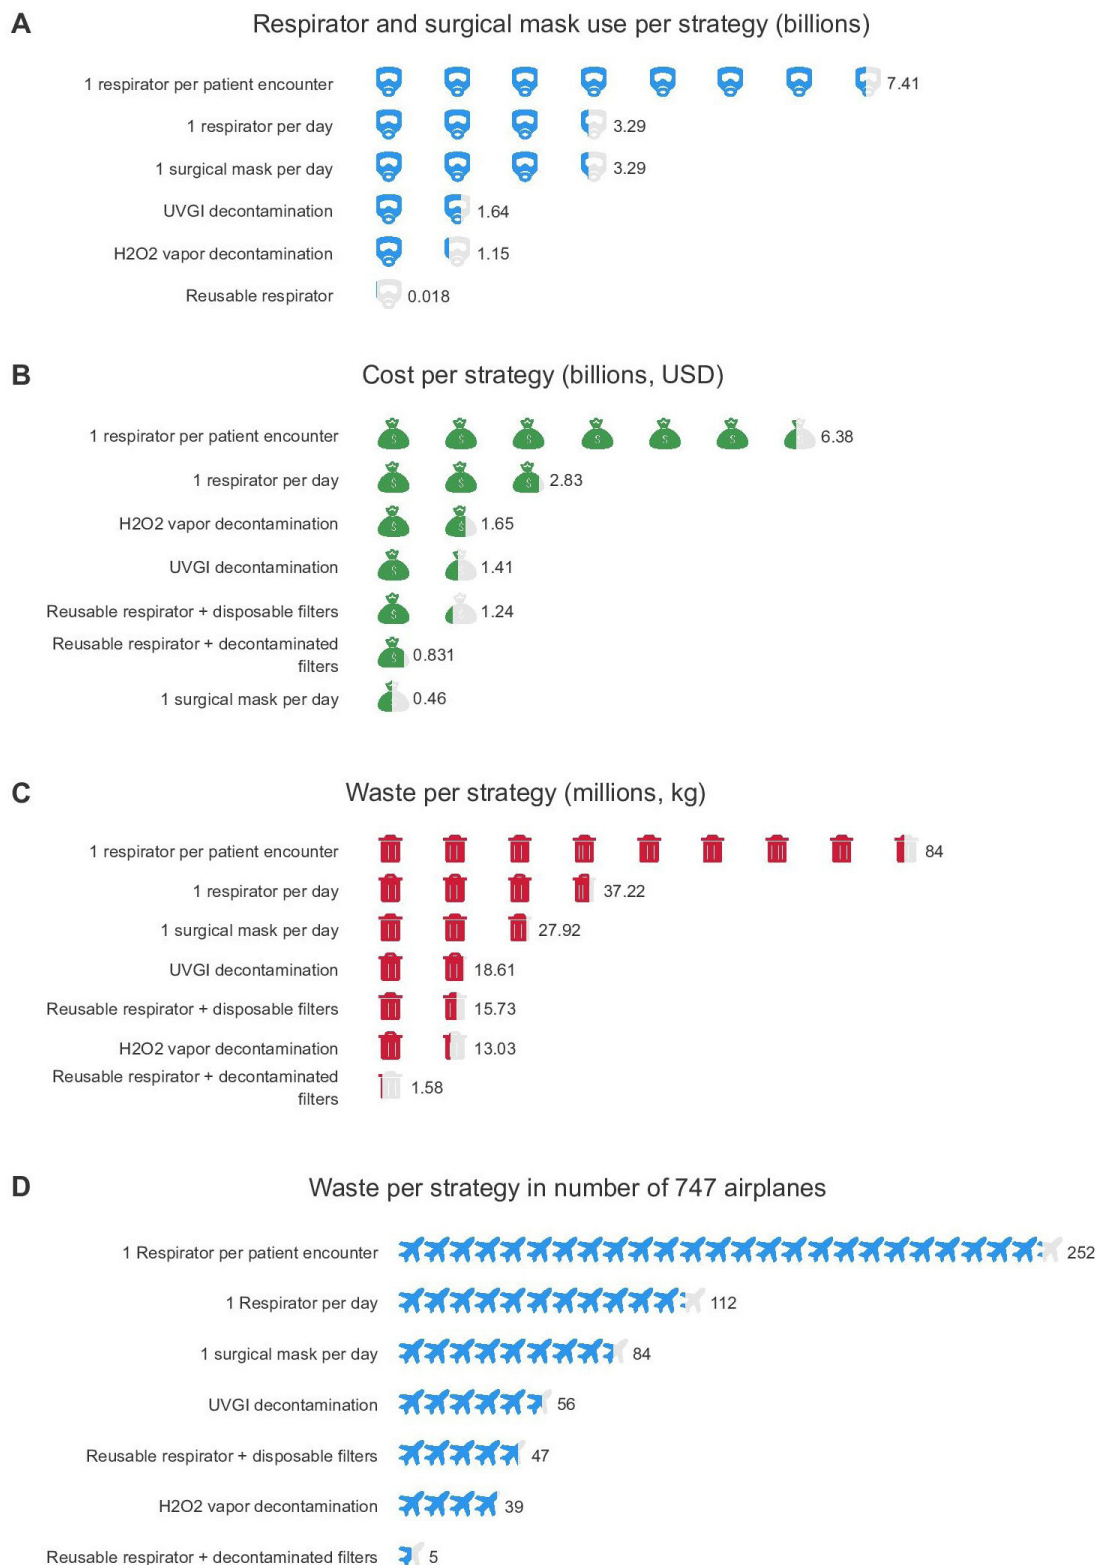 A
Respirator and surgical mask use per strategy (billions)
1 respirator per patient encounter 7.41
1 respirator per day 3.29
1 surgical mask per day 3.29
UVGI decontamination 1.64
H2O2 vapor decontamination 1.15
Reusable respirator 0.018
B
Cost per strategy (billions, USD)
1 respirator per patient encounter 6.38
1 respirator per day 2.83
H2O2 vapor decontamination 1.65
UVGI decontamination 1.41
Reusable respirator + disposable filters 1.24
Reusable respirator + decontaminated
filters 0.831
1 surgical mask per day 0.46
C
Waste per strategy (millions, kg)
1 respirator per patient encounter 84
1 respirator per day 37.22
1 surgical mask per day 27.92
UVGI decontamination 18.61
Reusable respirator + disposable filters 15.73
H2O2 vapor decontamination 13.03
Reusable respirator + decontaminated
filters 1.58
D
Waste per strategy in number of 747 airplanes
1 Respirator per patient encounter 252
1 Respirator per day 112
1 surgical mask per day 84
UVGI decontamination 56
Reusable respirator + disposable filters 47
H2O2 vapor decontamination 39
Reusable respirator + decontaminated filters 5